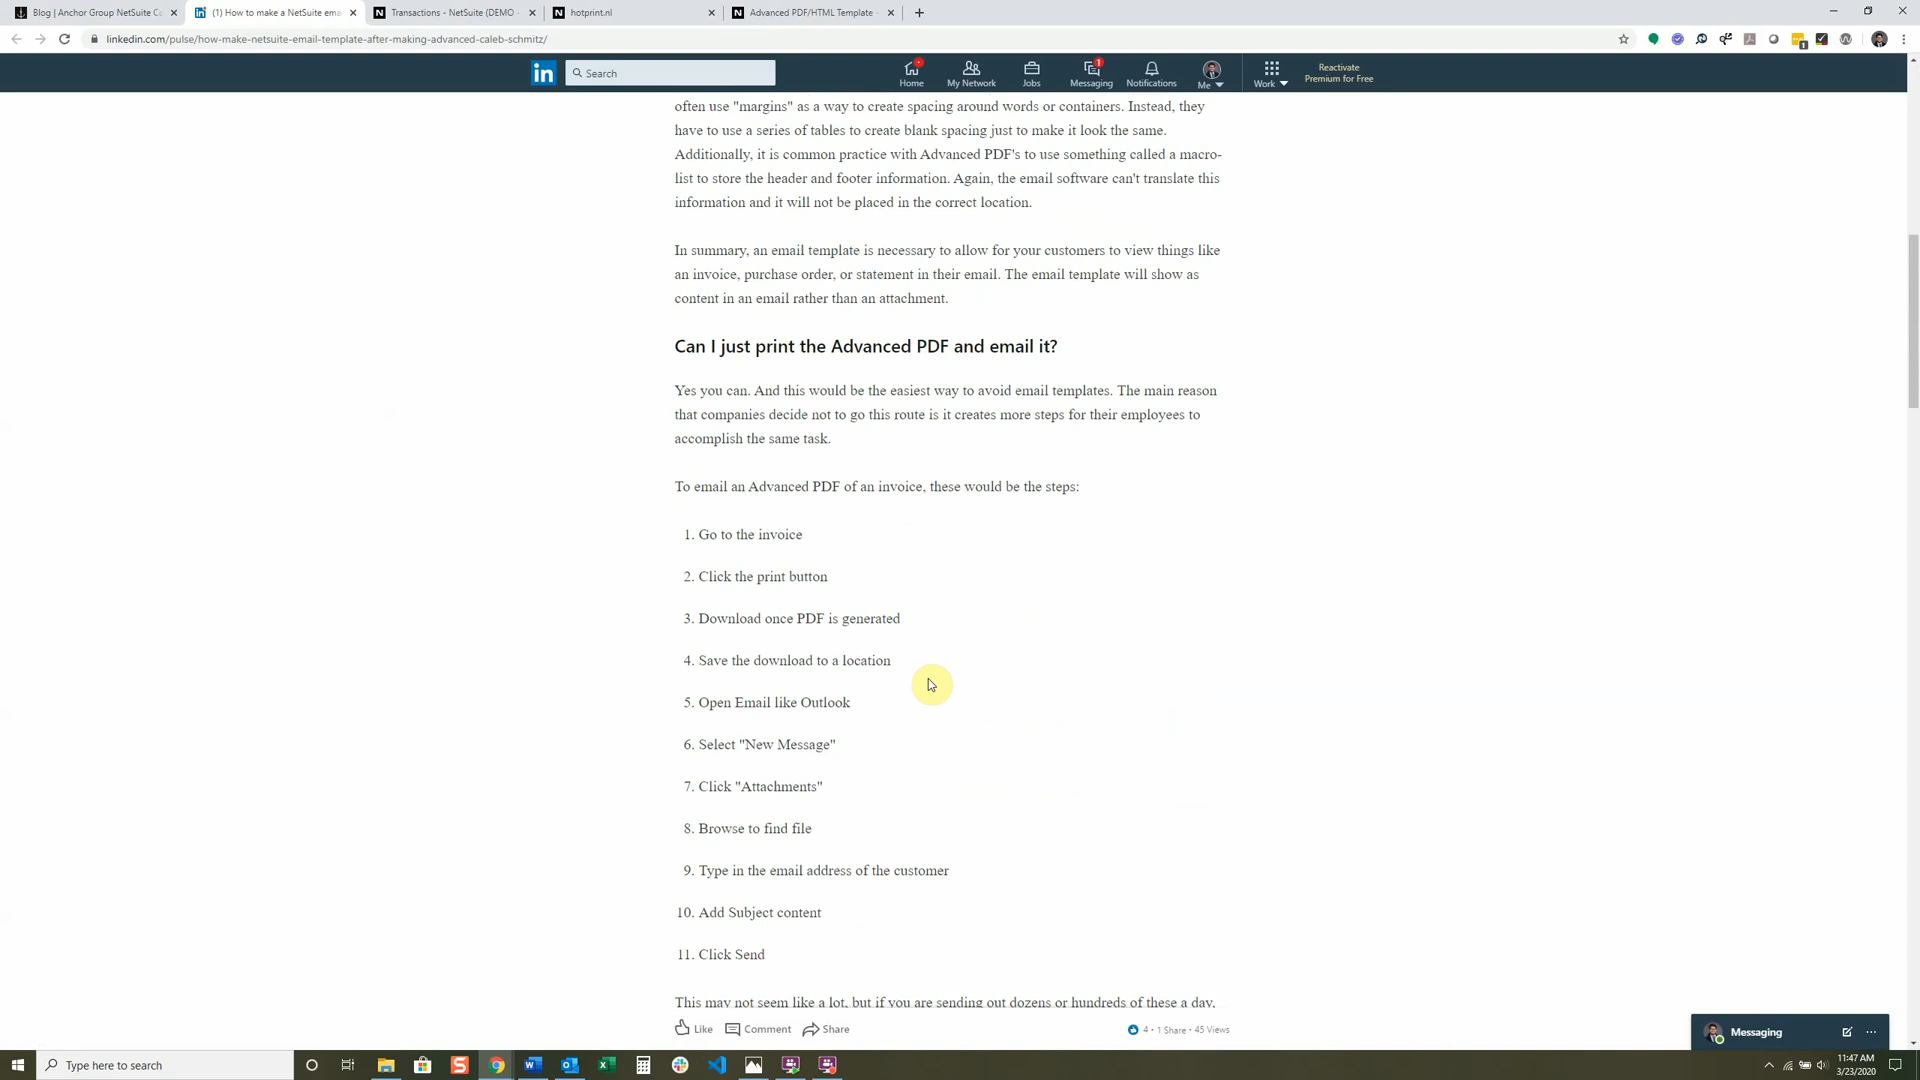 Blog | Anchor Group NetSuite Co
(1) How to make a NetSuite ema
Transactions - NetSuite (DEMO -
hotprint.nl
Advanced PDF/HTML Template -
linkedin.com/pulse/how-make-netsuite-email-template-after-making-advanced-caleb-schmitz/
1
in
Search
Home
My Network
Jobs
1
Messaging
Notifications
Me
Work
Reactivate
Premium for Free
often use "margins" as a way to create spacing around words or containers. Instead, they
have to use a series of tables to create blank spacing just to make it look the same.
Additionally, it is common practice with Advanced PDF's to use something called a macro-
list to store the header and footer information. Again, the email software can't translate this
information and it will not be placed in the correct location.
In summary, an email template is necessary to allow for your customers to view things like
an invoice, purchase order, or statement in their email. The email template will show as
content in an email rather than an attachment.
Can I just print the Advanced PDF and email it?
Yes you can. And this would be the easiest way to avoid email templates. The main reason
that companies decide not to go this route is it creates more steps for their employees to
accomplish the same task.
To email an Advanced PDF of an invoice, these would be the steps:
1. Go to the invoice
2. Click the print button
3. Download once PDF is generated
4. Save the download to a location
5. Open Email like Outlook
6. Select "New Message"
7. Click "Attachments"
8. Browse to find file
9. Type in the email address of the customer
10. Add Subject content
11. Click Send
This may not seem like a lot, but if you are sending out dozens or hundreds of these a day,
Like
Comment
Share
4 • 1 Share • 45 Views
Messaging
Type here to search
11:47 AM
3/23/2020